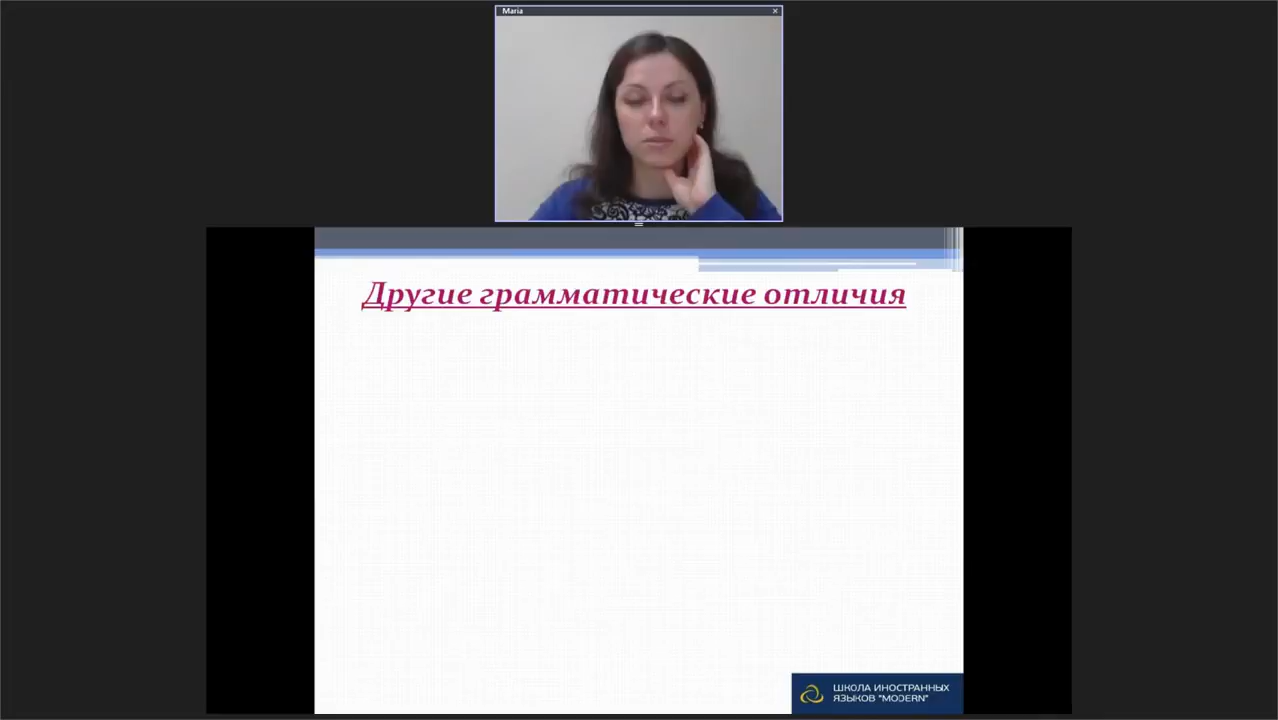 Maria
Другие грамматические отличия
ШКОЛА ИНОСТРАННЫХ
ЯЗЫКОВ "MODERN"